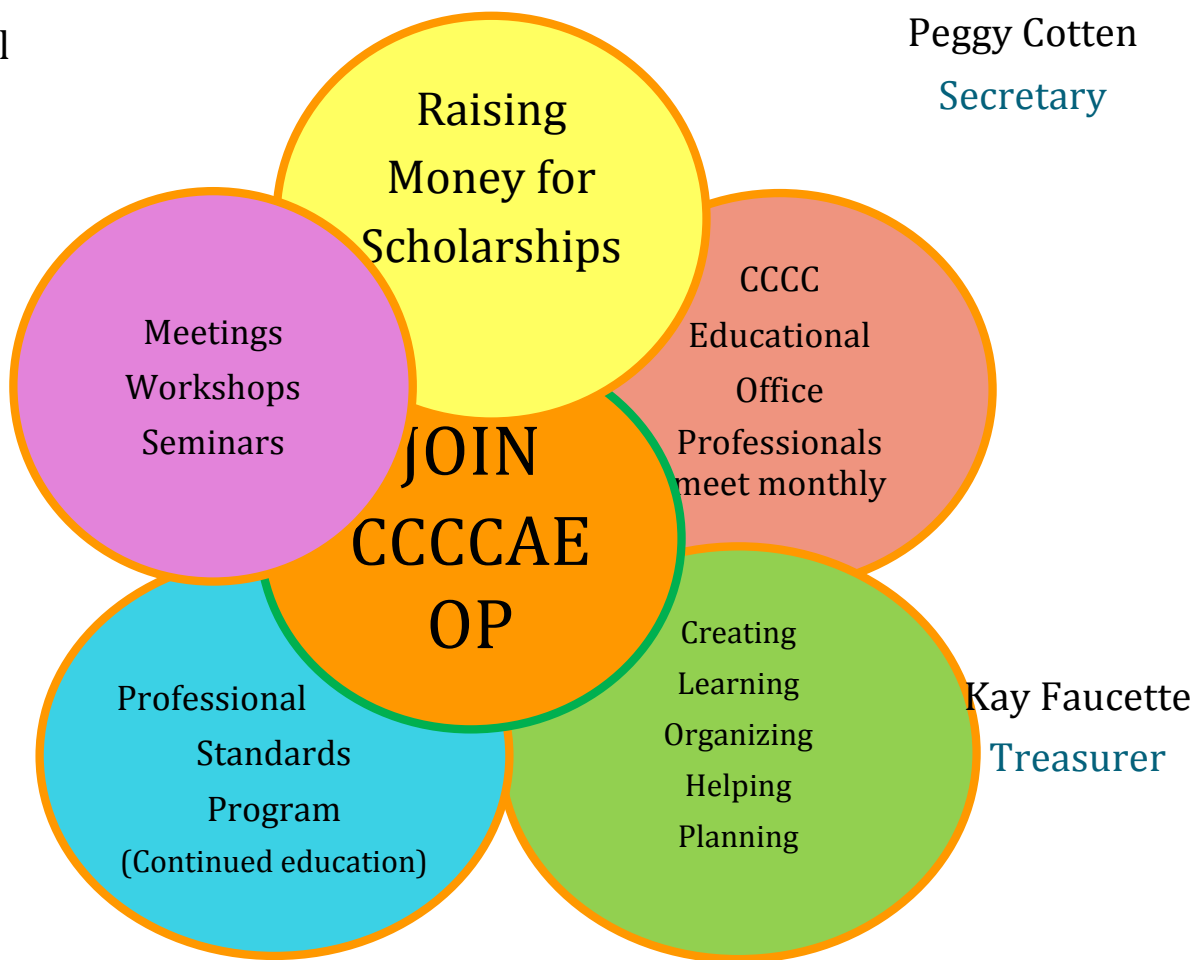 l
Peggy Cotten
Secretary
Raising
Money for
Scholarships
CCCC
Educational
Office
Professionals
meet monthly
Meetings
Workshops
Seminars
JOIN
CCCCAE
OP
Creating
Learning
Organizing
Helping
Planning
Kay Faucette
Treasurer
Professional
Standards
Program
(Continued education)